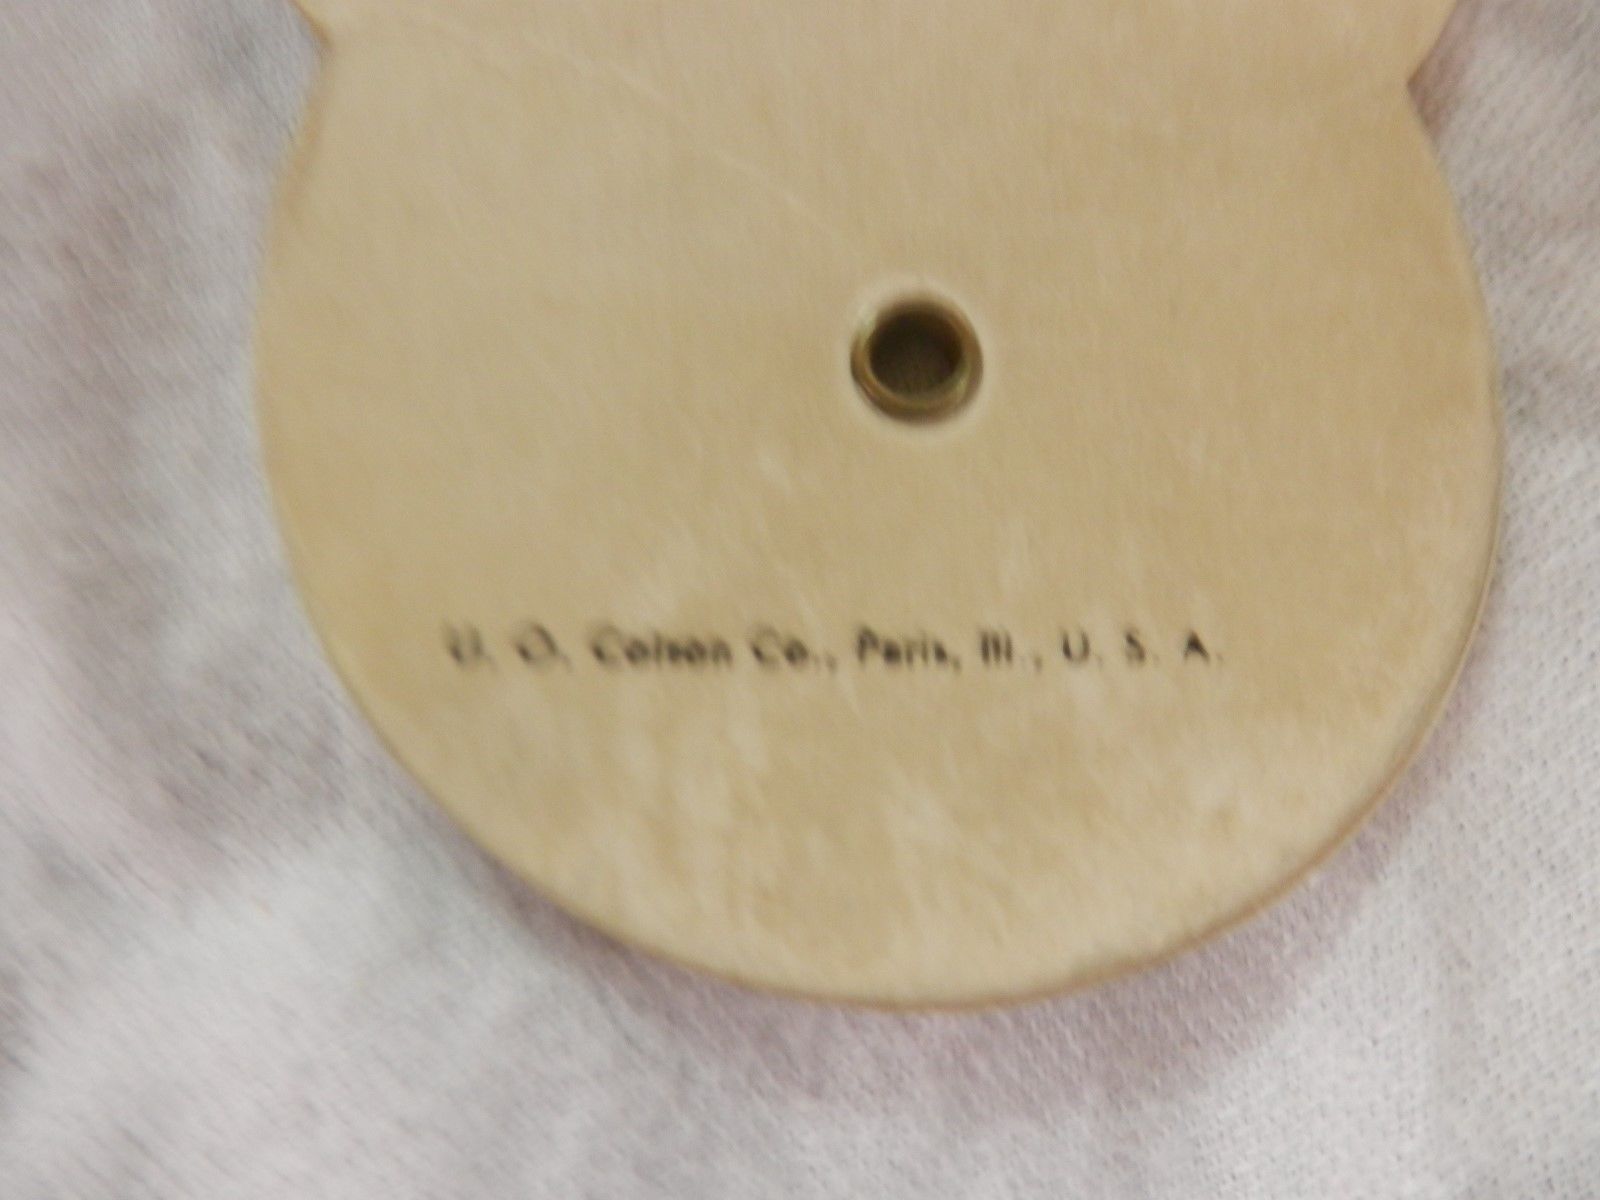 U. O. Colson Co., Paris, Ill., U. S. A.